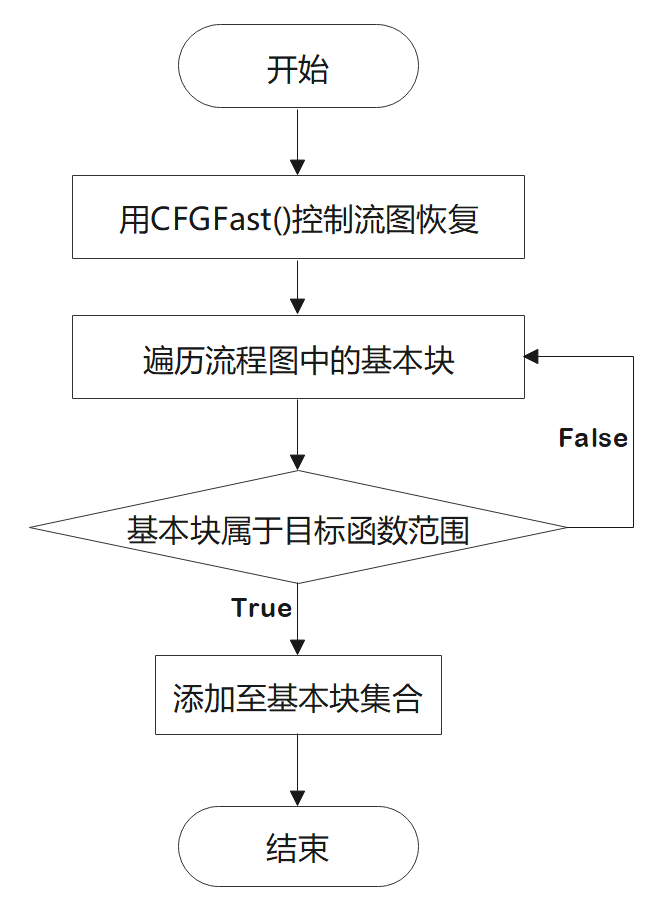 开始
用CFGFast()控制流图恢复
遍历流程图中的基本块
False
基本块属于目标函数范围
True
添加至基本块集合
结束